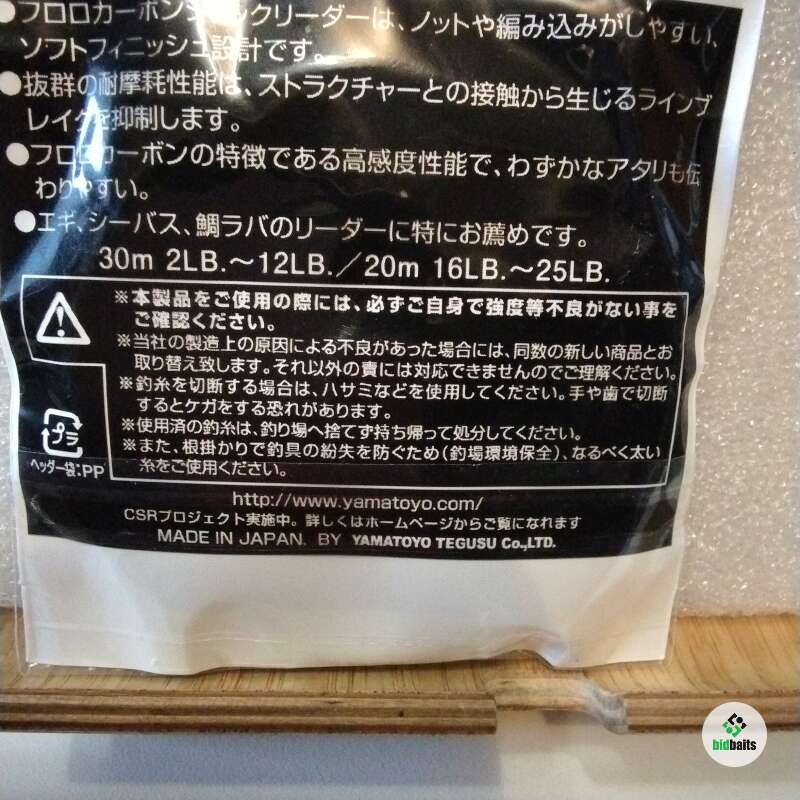 ●フロロカーボンショックリーダーは、ノットや編み込みがしやすい、
ソフトフィニッシュ設計です。
●抜群の耐摩耗性能は、ストラクチャーとの接触から生じるラインブ
レイクを抑制します。
●フロロカーボンの特徴である高感度性能で、わずかなアタリも伝
わりやすい。
●エギ、シーバス、鯛ラバのリーダーに特にお薦めです。
30m 2LB.～12LB.／20m 16LB.～25LB.
※本製品をご使用の際には、必ずご自身で強度等不良がない事を
ご確認ください。
※当社の製造上の原因による不良があった場合には、同数の新しい商品とお
取り替え致します。それ以外の責には対応できませんのでご理解ください。
※釣糸を切断する場合は、ハサミなどを使用してください。手や歯で切断
するとケガをする恐れがあります。
※使用済の釣糸は、釣り場へ捨てず持ち帰って処分してください。
※また、根掛かりで釣具の紛失を防ぐため(釣場環境保全)、なるべく太い
糸をご使用ください。
プラ
ヘッダー袋:PP
http://www.yamatoyo.com/
CSRプロジェクト実施中。詳しくはホームページからご覧になれます
MADE IN JAPAN. BY YAMATOYO TEGUSU Co.,LTD.
bidbaits